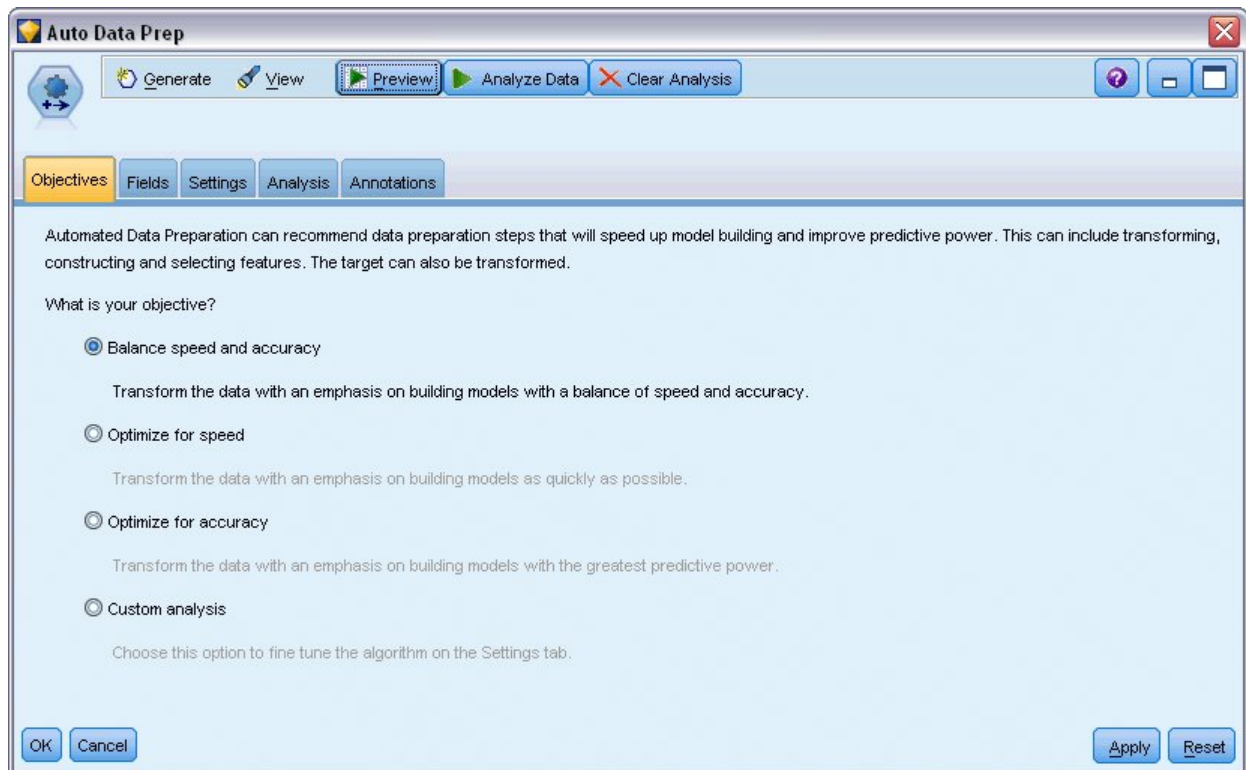 Auto Data Prep
Generate View Preview Analyze Data Clear Analysis ?
Objectives Fields Settings Analysis Annotations
Automated Data Preparation can recommend data preparation steps that will speed up model building and improve predictive power. This can include transforming,
constructing and selecting features. The target can also be transformed.
What is your objective?
Balance speed and accuracy
Transform the data with an emphasis on building models with a balance of speed and accuracy.
Optimize for speed
Transform the data with an emphasis on building models as quickly as possible.
Optimize for accuracy
Transform the data with an emphasis on building models with the greatest predictive power.
Custom analysis
Choose this option to fine tune the algorithm on the Settings tab.
OK Cancel Apply Reset